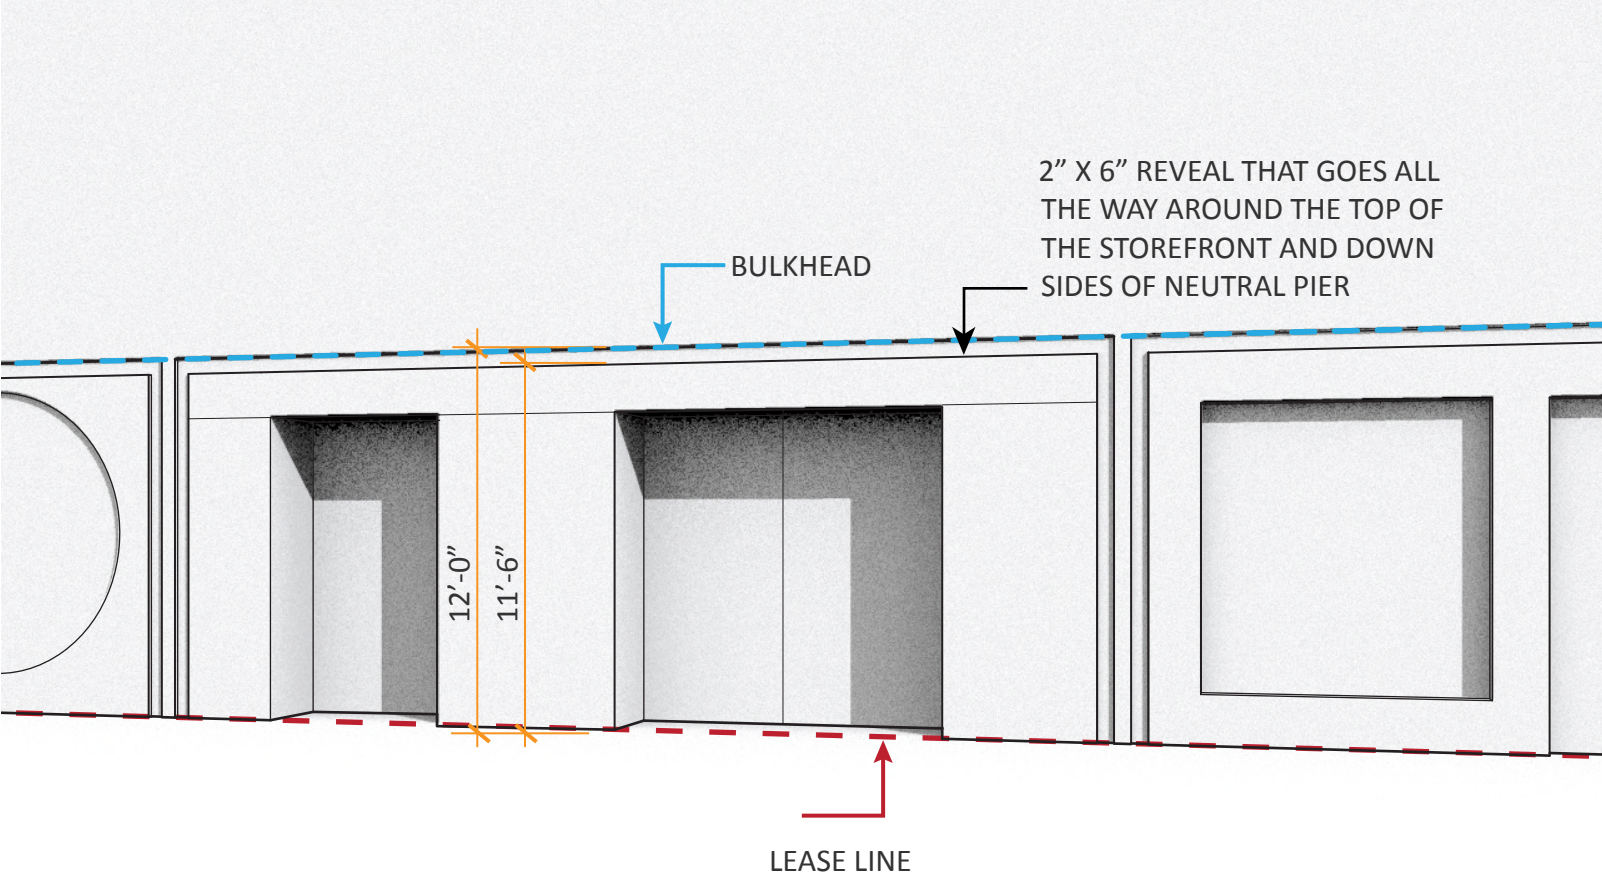 2” X 6” REVEAL THAT GOES ALL
THE WAY AROUND THE TOP OF
THE STOREFRONT AND DOWN
SIDES OF NEUTRAL PIER
BULKHEAD
12’-0”
11’-6”
LEASE LINE